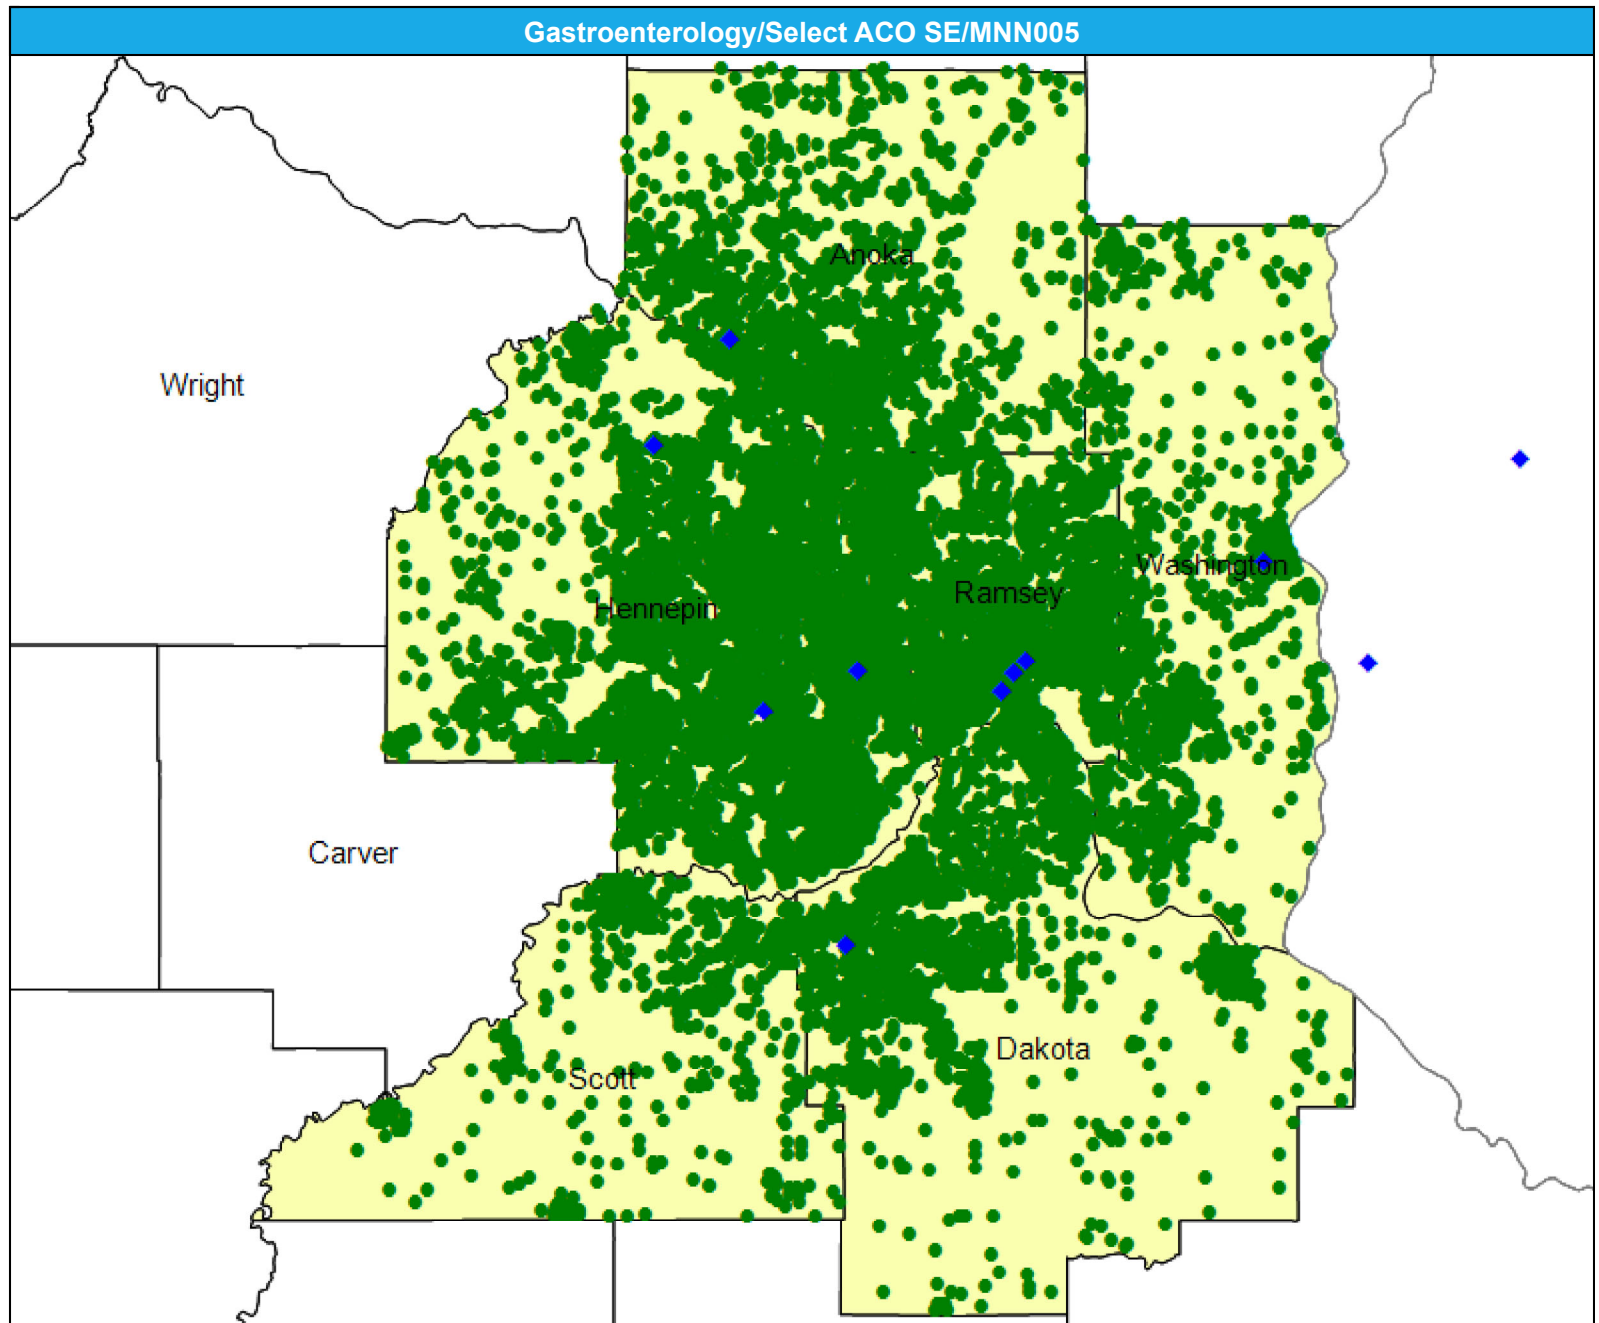 Gastroenterology/Select ACO SE/MNN005
Anoka
Wright
Washington
Ramsey
Hennepin
Carver
Dakota
Scott